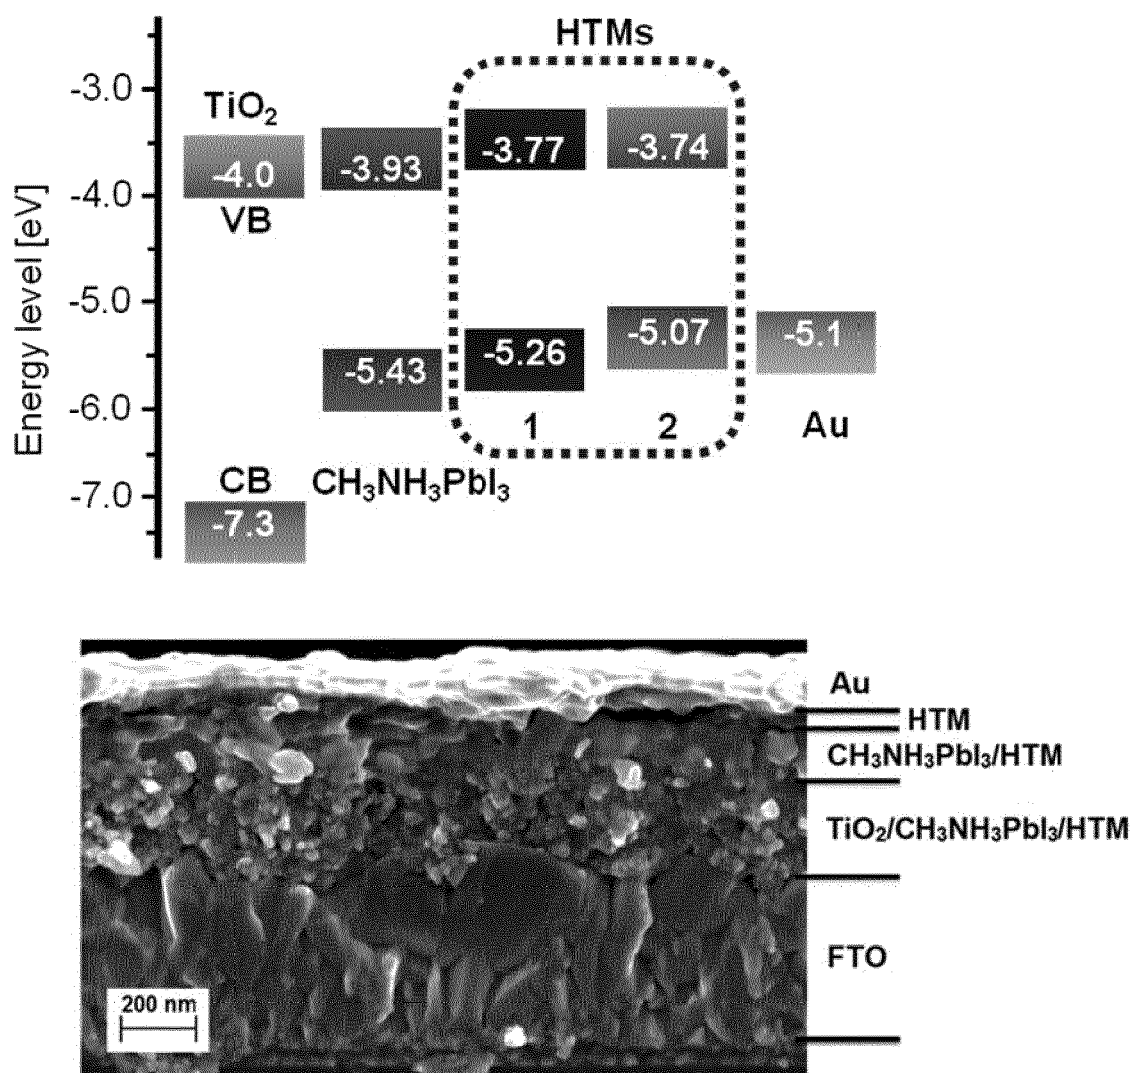 HTMs
Energy level [eV]
-3.0
-4.0
-5.0
-6.0
-7.0
TiO₂
-4.0
VB
-3.93
-3.77
-3.74
-5.43
-5.26
-5.07
-5.1
1
2
Au
CB
CH₃NH₃PbI₃
-7.3
Au
HTM
CH₃NH₃PbI₃/HTM
TiO₂/CH₃NH₃PbI₃/HTM
FTO
200 nm